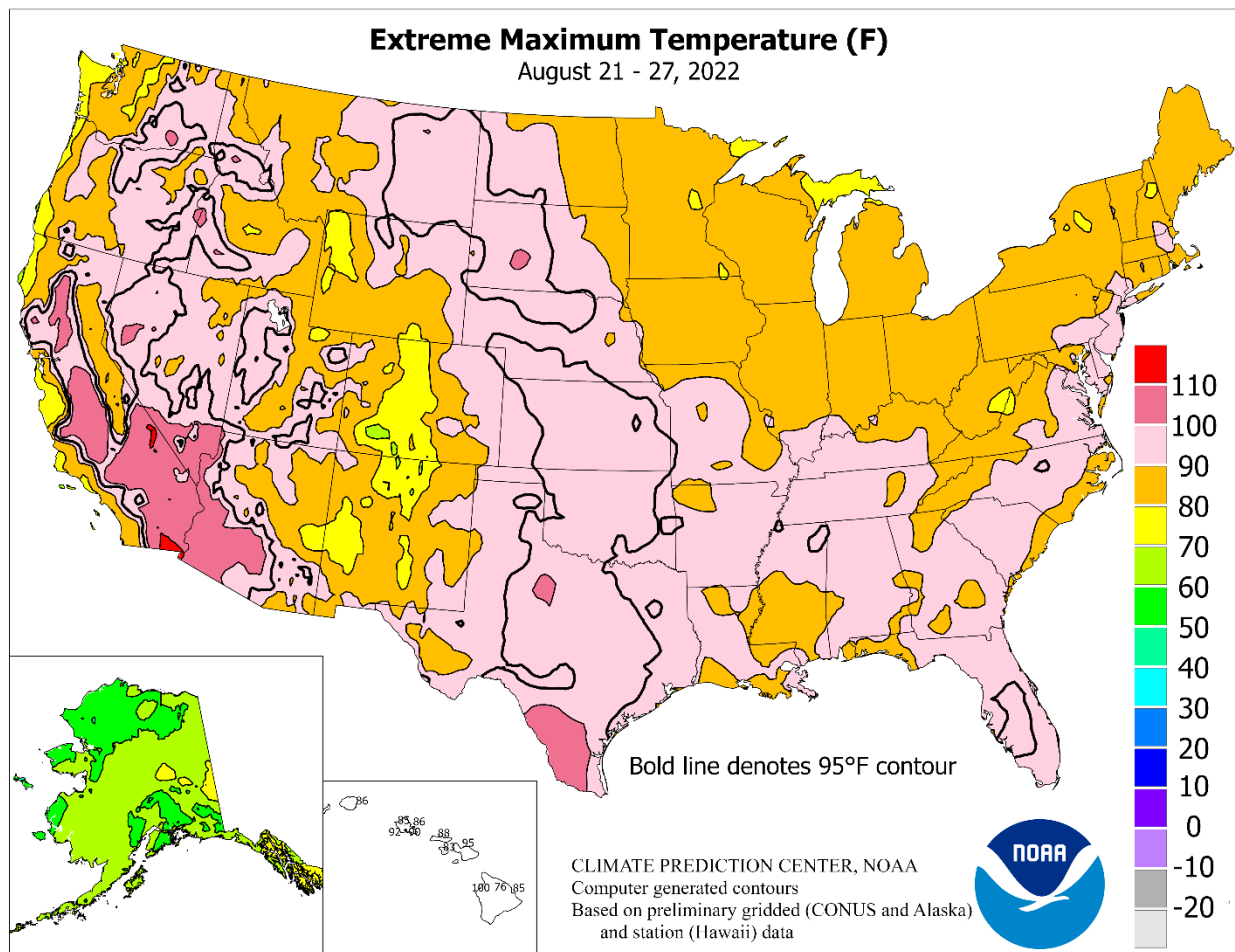 Extreme Maximum Temperature (F)
August 21 - 27, 2022
110
100
90
80
70
60
50
40
30
20
10
0
-10
-20
Bold line denotes 95°F contour
86
86
92
90
88
83
95
100 76 85
CLIMATE PREDICTION CENTER, NOAA
Computer generated contours
Based on preliminary gridded (CONUS and Alaska)
and station (Hawaii) data
NOAA